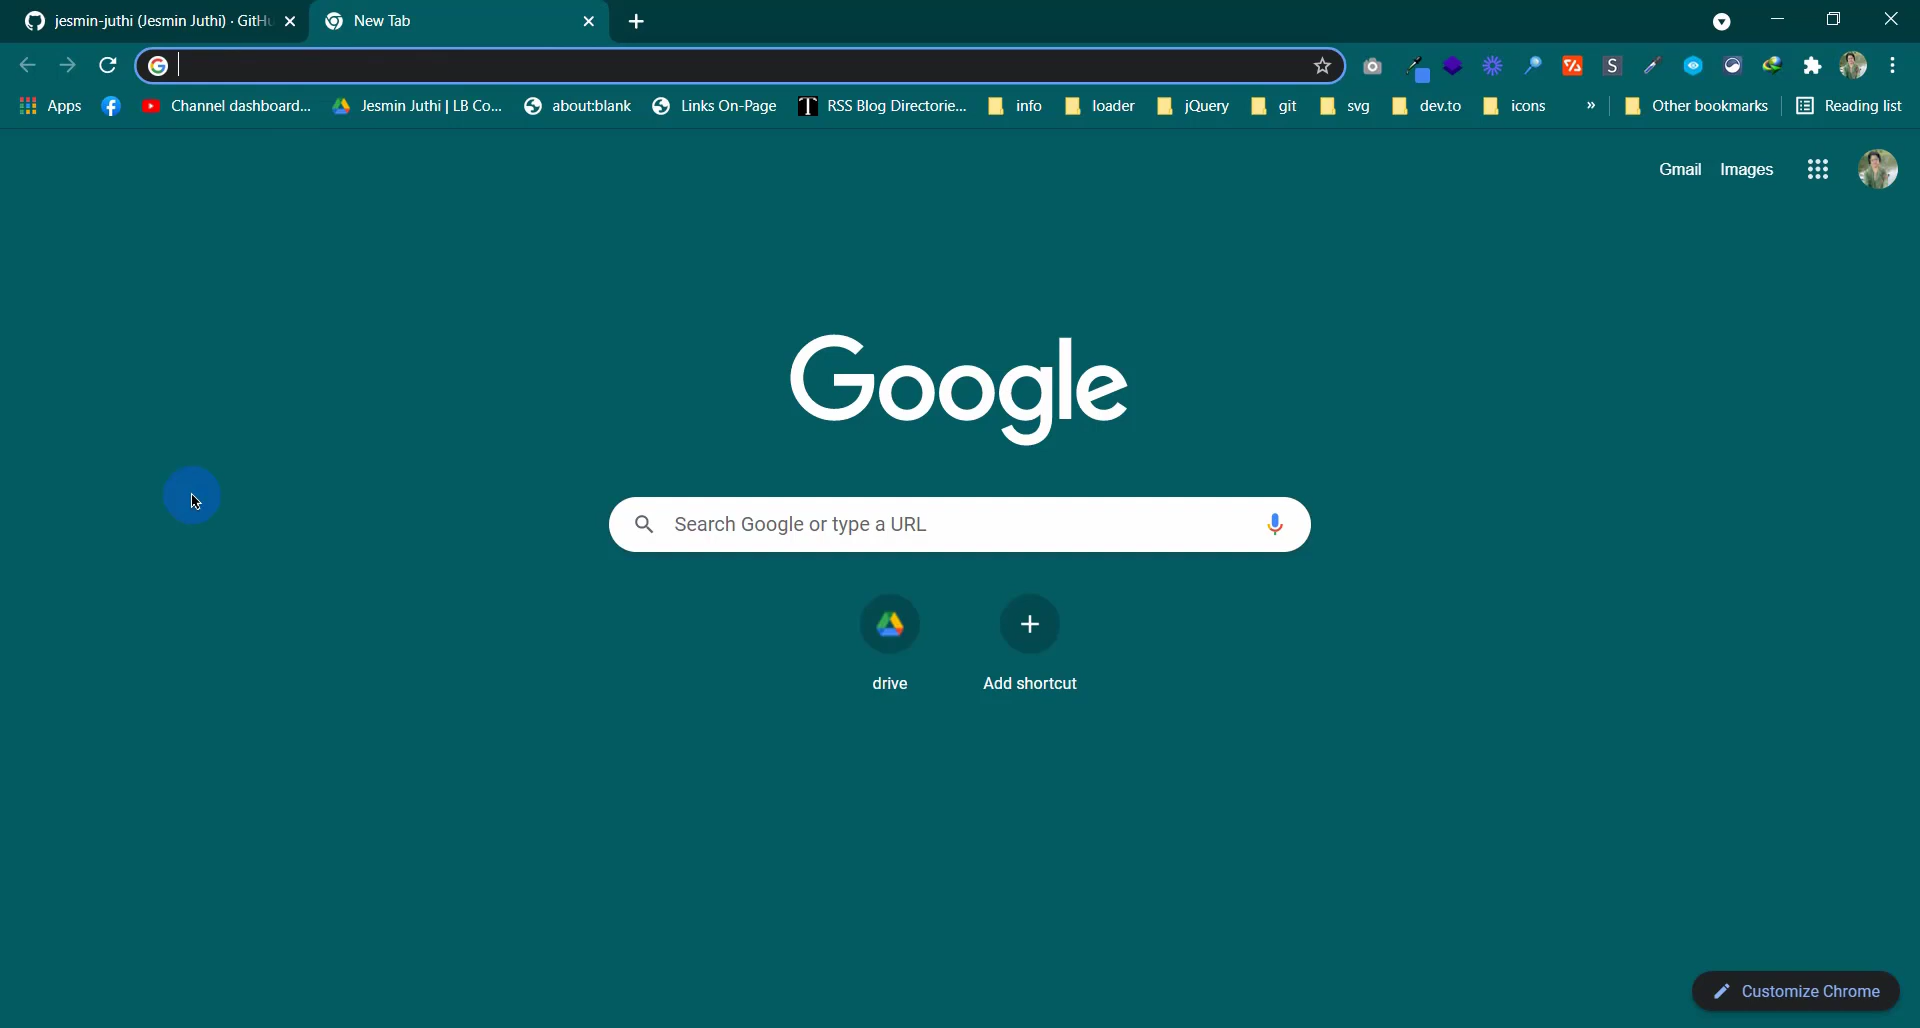 jesmin-juthi (Jesmin Juthi) · GitHu
New Tab
Apps
Channel dashboard...
Jesmin Juthi | LB Co...
about:blank
Links On-Page
T
RSS Blog Directorie...
info
loader
jQuery
git
svg
dev.to
icons
»
Other bookmarks
Reading list
S
Gmail
Images
Google
Search Google or type a URL
drive
Add shortcut
Customize Chrome